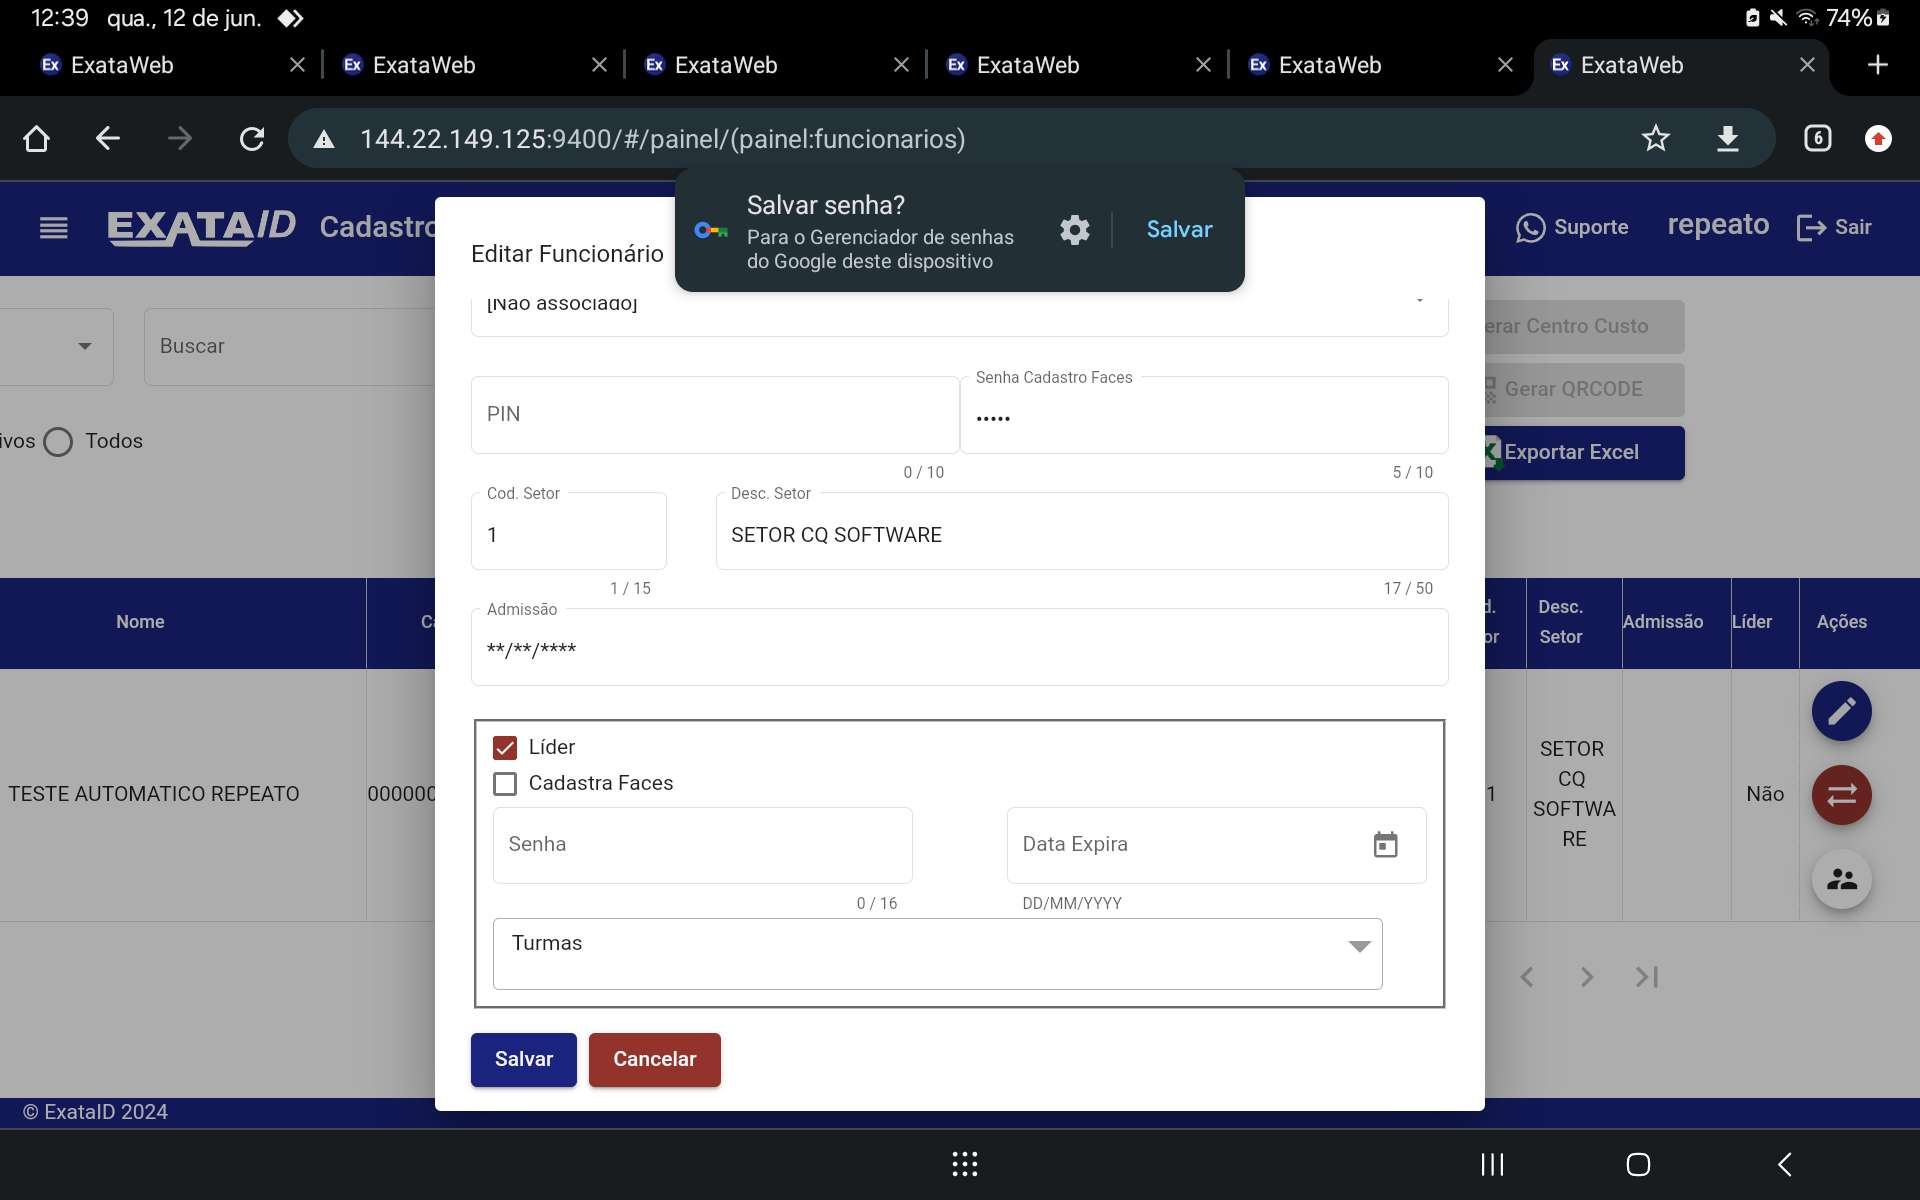 12:39 qua., 12 de jun. 74%
Ex ExataWeb
Ex ExataWeb
Ex ExataWeb
Ex ExataWeb
Ex ExataWeb
Ex ExataWeb
144.22.149.125:9400/#/painel/(painel:funcionarios)
6
Salvar senha?
Para o Gerenciador de senhas
do Google deste dispositivo
Salvar
EXATAID Cadastro
Suporte
repeato
Sair
Editar Funcionário
[Não associado]
Buscar
erar Centro Custo
PIN
Senha Cadastro Faces
•••••
Gerar QRCODE
ivos
Todos
Exportar Excel
0 / 10
5 / 10
Cod. Setor
1
Desc. Setor
SETOR CQ SOFTWARE
1 / 15
17 / 50
Admissão
**/**/****
Nome
Ca
d.
or
Desc.
Setor
Admissão
Líder
Ações
Líder
Cadastra Faces
TESTE AUTOMATICO REPEATO
000000
1
SETOR
CQ
SOFTWA
RE
Não
Senha
0 / 16
Data Expira
DD/MM/YYYY
Turmas
Salvar
Cancelar
© ExataID 2024